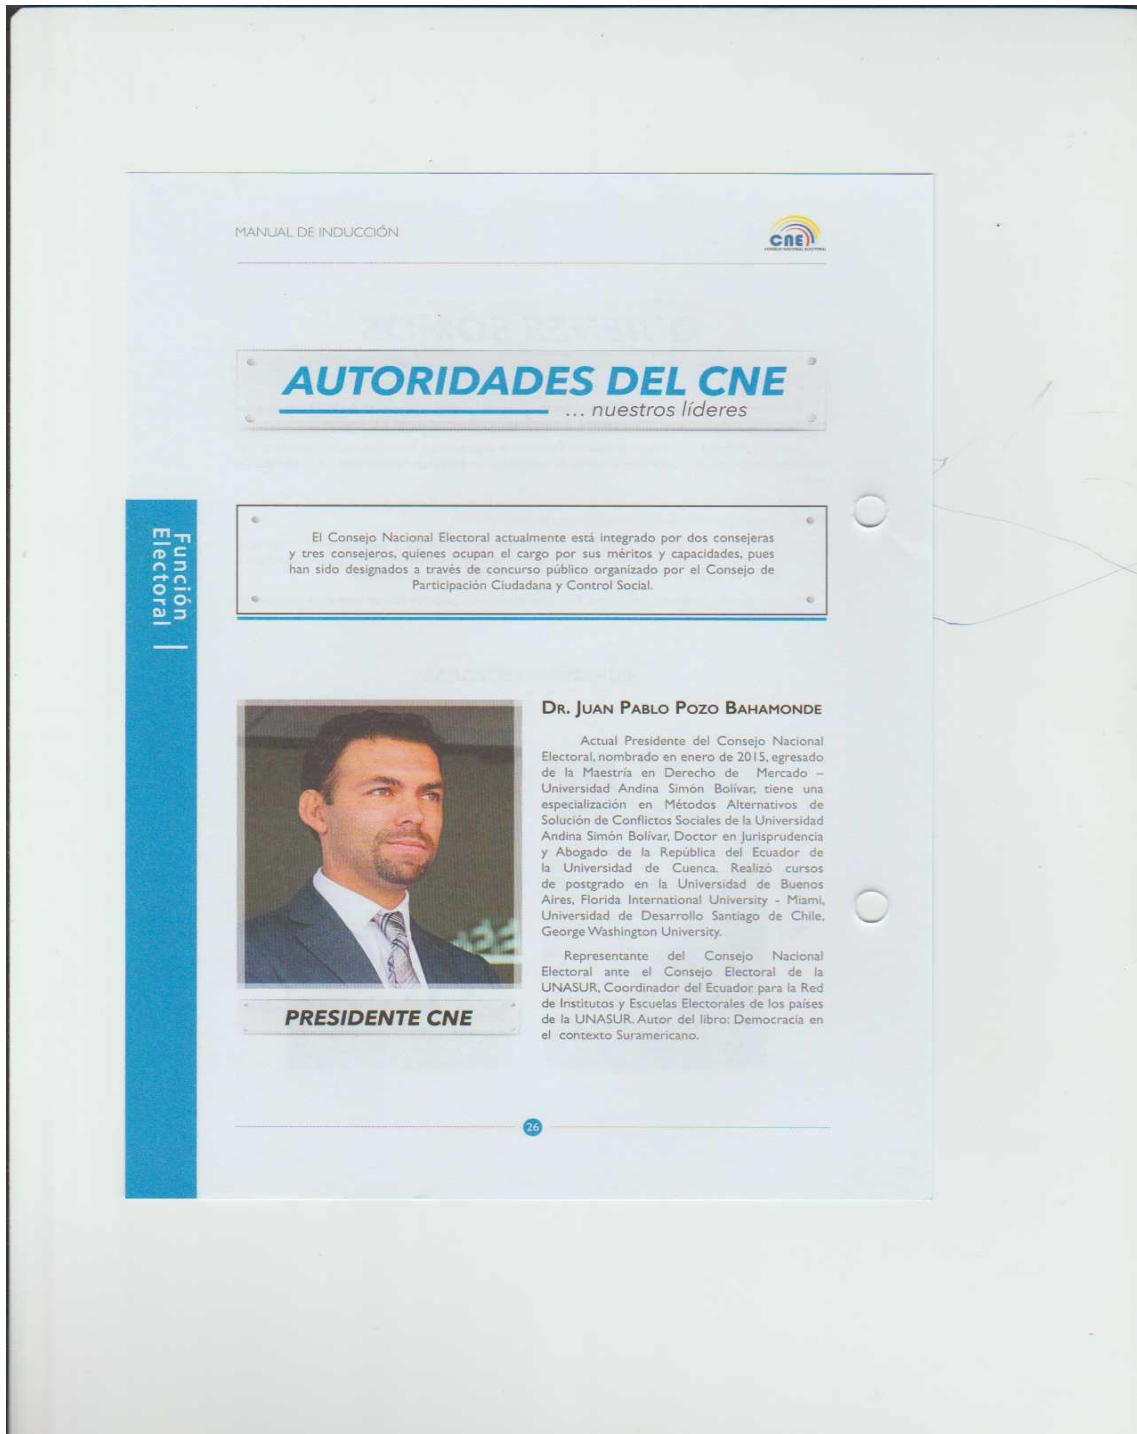 MANUAL DE INDUCCIÓN
CNE
CONSEJO NACIONAL ELECTORAL
AUTORIDADES DEL CNE
... nuestros líderes
Función
Electoral
El Consejo Nacional Electoral actualmente está integrado por dos consejeras
y tres consejeros, quienes ocupan el cargo por sus méritos y capacidades, pues
han sido designados a través de concurso público organizado por el Consejo de
Participación Ciudadana y Control Social.
DR. JUAN PABLO POZO BAHAMONDE
Actual Presidente del Consejo Nacional
Electoral, nombrado en enero de 2015, egresado
de la Maestría en Derecho de Mercado –
Universidad Andina Simón Bolívar, tiene una
especialización en Métodos Alternativos de
Solución de Conflictos Sociales de la Universidad
Andina Simón Bolívar, Doctor en Jurisprudencia
y Abogado de la República del Ecuador de
la Universidad de Cuenca. Realizó cursos
de postgrado en la Universidad de Buenos
Aires, Florida International University - Miami,
Universidad de Desarrollo Santiago de Chile,
George Washington University.
Representante del Consejo Nacional
Electoral ante el Consejo Electoral de la
UNASUR, Coordinador del Ecuador para la Red
de Institutos y Escuelas Electorales de los países
de la UNASUR. Autor del libro: Democracia en
el contexto Suramericano.
PRESIDENTE CNE
26